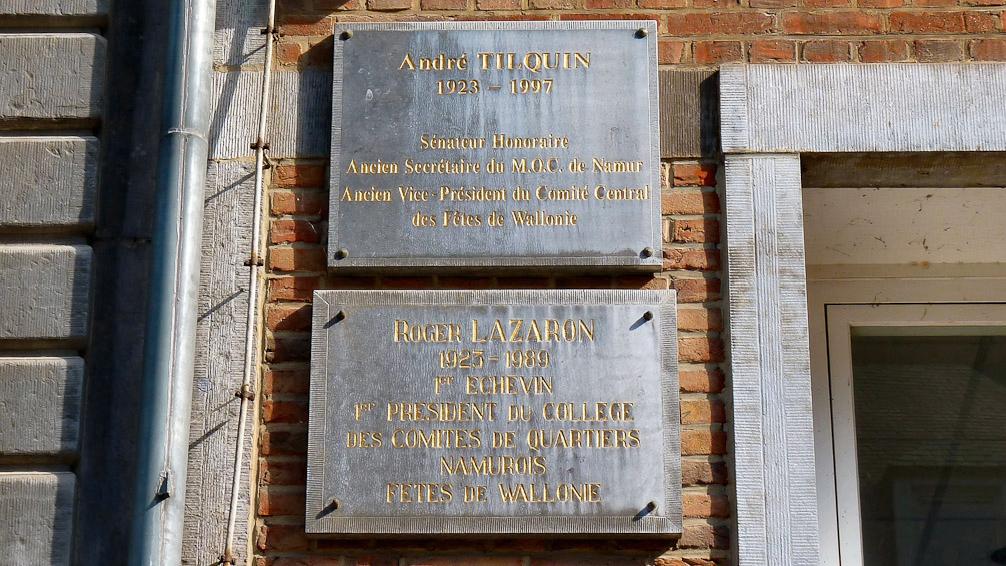 André TILQUIN
1923 - 1997
Sénateur Honoraire
Ancien Secrétaire du M.O.C. de Namur
Ancien Vice-Président du Comité Central
des Fêtes de Wallonie
ROGER LAZARON
1923-1989
1er ECHEVIN
1er PRESIDENT DU COLLEGE
DES COMITES DE QUARTIERS
NAMUROIS
FETES DE WALLONIE